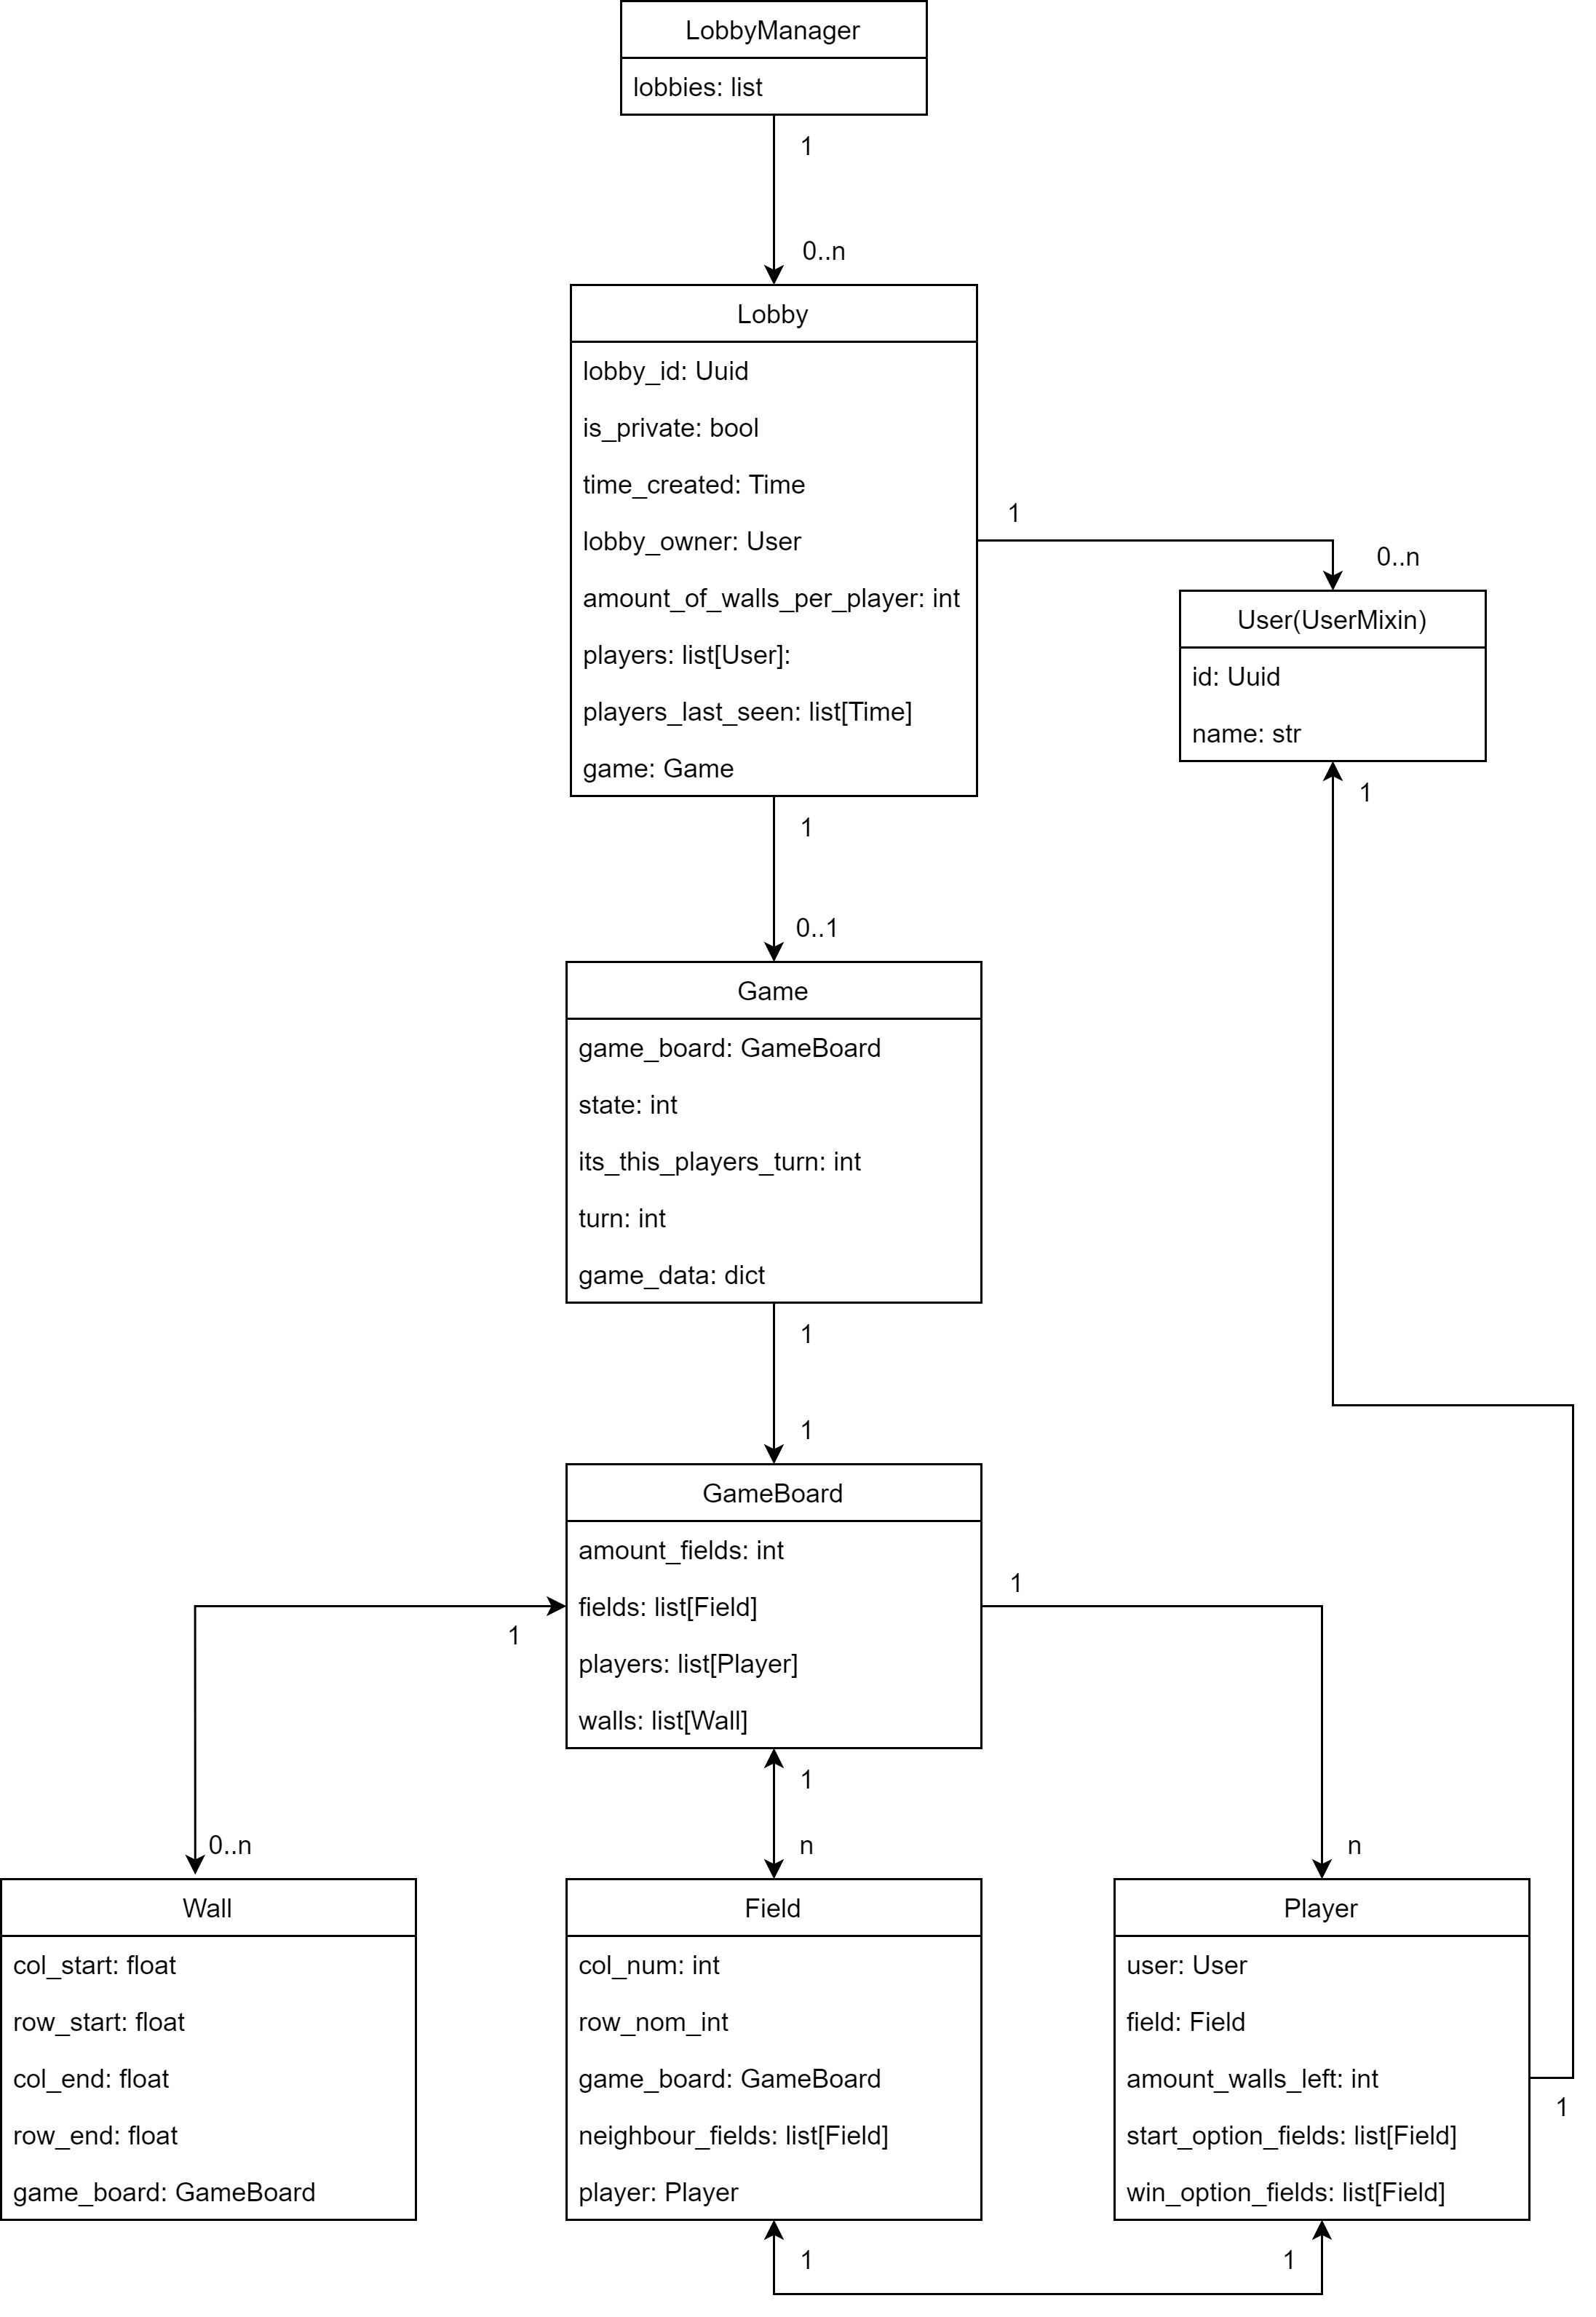 LobbyManager
lobbies: list
1
0..n
Lobby
lobby_id: Uuid
is_private: bool
time_created: Time
lobby_owner: User
amount_of_walls_per_player: int
players: list[User]:
players_last_seen: list[Time]
game: Game
1
0..n
User(UserMixin)
id: Uuid
name: str
1
1
0..1
Game
game_board: GameBoard
state: int
its_this_players_turn: int
turn: int
game_data: dict
1
1
GameBoard
amount_fields: int
fields: list[Field]
players: list[Player]
walls: list[Wall]
1
1
1
0..n
n
n
Wall
col_start: float
row_start: float
col_end: float
row_end: float
game_board: GameBoard
Field
col_num: int
row_nom_int
game_board: GameBoard
neighbour_fields: list[Field]
player: Player
Player
user: User
field: Field
amount_walls_left: int
start_option_fields: list[Field]
win_option_fields: list[Field]
1
1
1